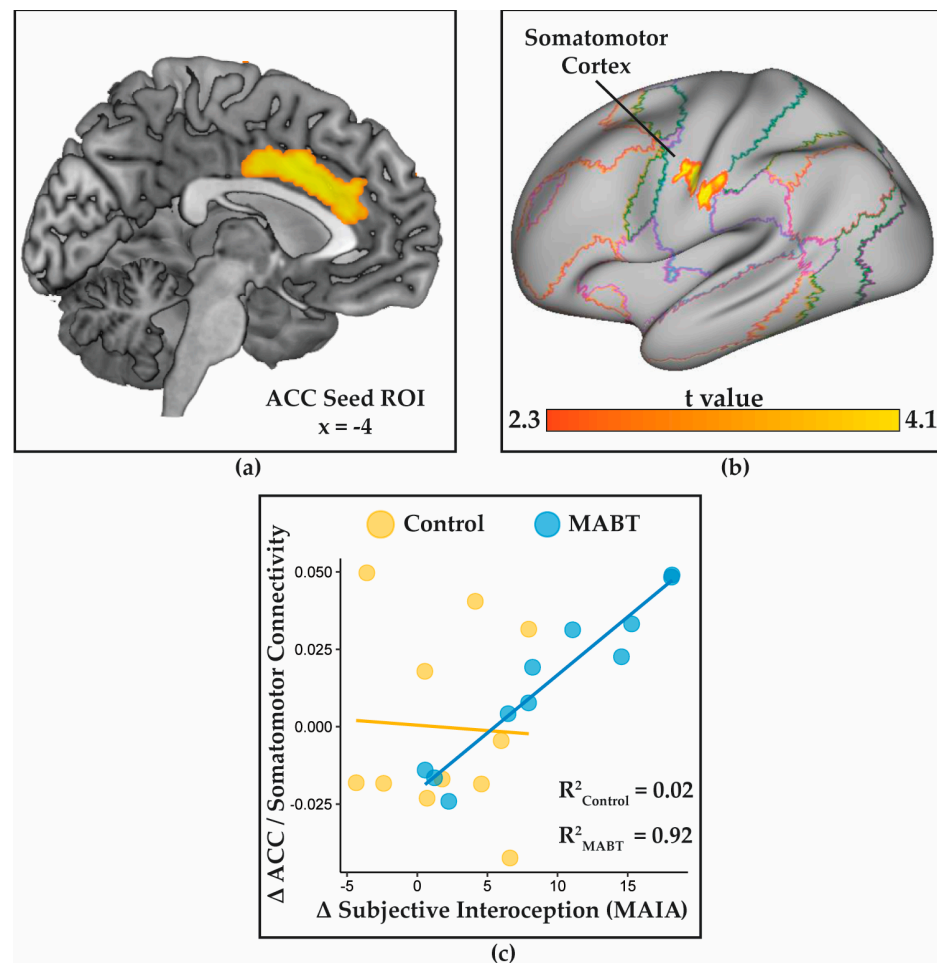 ACC Seed ROI
x = -4
(a)
Somatomotor
Cortex
t value
2.3
4.1
(b)
Control
MABT
Δ ACC / Somatomotor Connectivity
0.050
0.025
0.000
-0.025
R²Control = 0.02
R²MABT = 0.92
-5
0
5
10
15
Δ Subjective Interoception (MAIA)
(c)